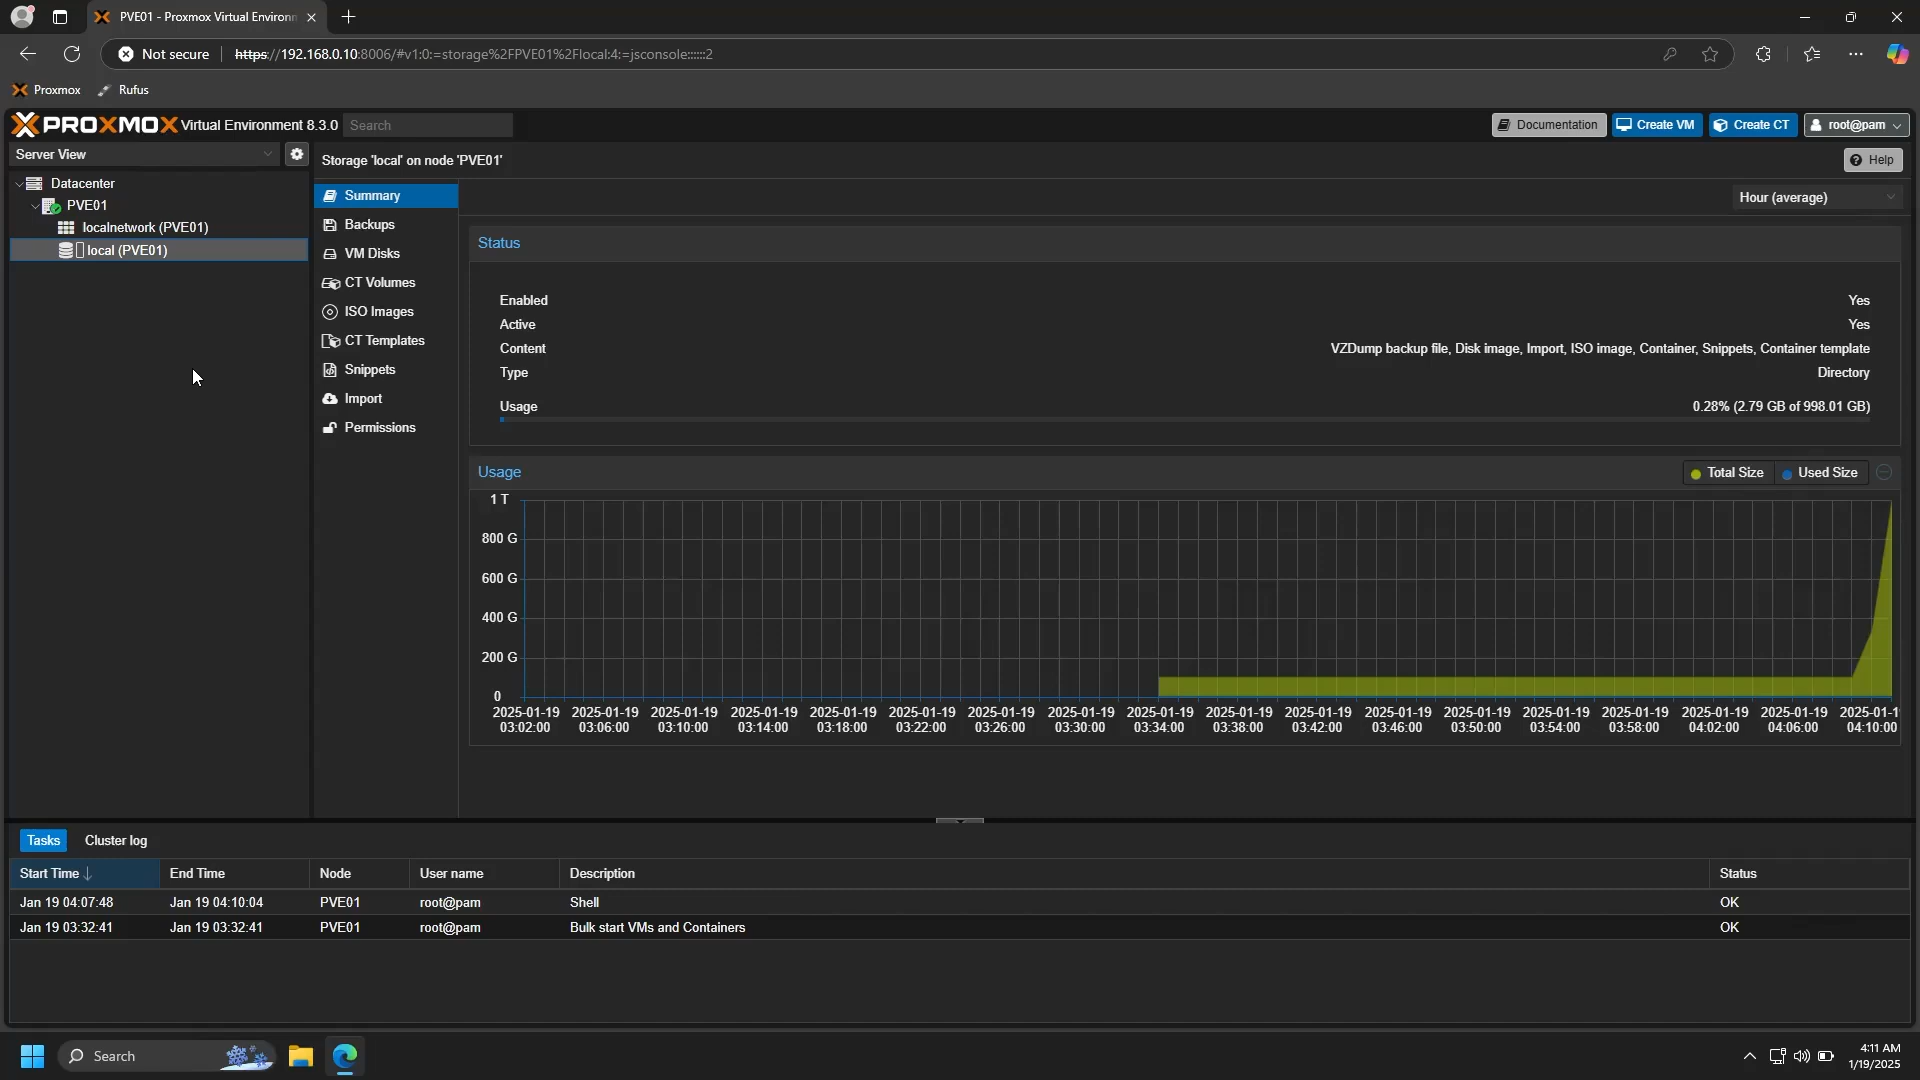 PVE01 - Proxmox Virtual Environ
Not secure
https://192.168.0.10:8006/#v1:0:=storage%2FPVE01%2Flocal:4:=jsconsole::::::2
Proxmox
Rufus
PROXMOX Virtual Environment 8.3.0
Search
Documentation
Create VM
Create CT
root@pam
Server View
Storage 'local' on node 'PVE01'
Help
Datacenter
PVE01
localnetwork (PVE01)
local (PVE01)
Summary
Backups
VM Disks
CT Volumes
ISO Images
CT Templates
Snippets
Import
Permissions
Hour (average)
Status
Enabled Yes
Active Yes
Content VZDump backup file, Disk image, Import, ISO image, Container, Snippets, Container template
Type Directory
Usage 0.28% (2.79 GB of 998.01 GB)
Usage
Total Size
Used Size
1 T
800 G
600 G
400 G
200 G
0
2025-01-19 2025-01-19 2025-01-19 2025-01-19 2025-01-19 2025-01-19 2025-01-19 2025-01-19 2025-01-19 2025-01-19 2025-01-19 2025-01-19 2025-01-19 2025-01-19 2025-01-19 2025-01-19 2025-01-19 2025-01-1
03:02:00 03:06:00 03:10:00 03:14:00 03:18:00 03:22:00 03:26:00 03:30:00 03:34:00 03:38:00 03:42:00 03:46:00 03:50:00 03:54:00 03:58:00 04:02:00 04:06:00 04:10:00
Tasks
Cluster log
Start Time End Time Node User name Description Status
Jan 19 04:07:48 Jan 19 04:10:04 PVE01 root@pam Shell OK
Jan 19 03:32:41 Jan 19 03:32:41 PVE01 root@pam Bulk start VMs and Containers OK
Search
4:11 AM
1/19/2025